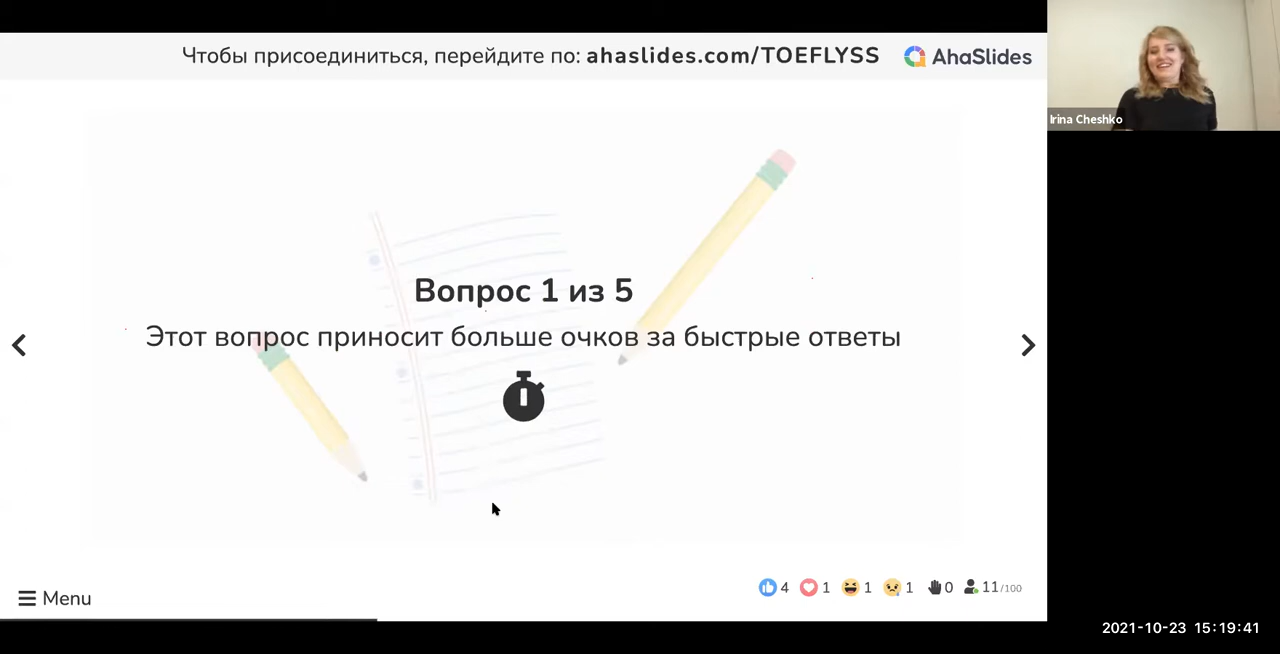 Чтобы присоединиться, перейдите по: ahaslides.com/TOEFLYSS AhaSlides
Irina Cheshko
Вопрос 1 из 5
Этот вопрос приносит больше очков за быстрые ответы
4 1 1 1 0 11/100
Menu
2021-10-23 15:19:41